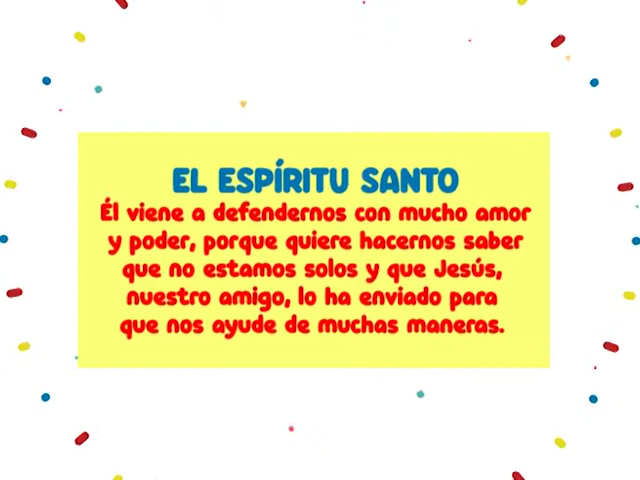 EL ESPÍRITU SANTO
Él viene a defendernos con mucho amor
y poder, porque quiere hacernos saber
que no estamos solos y que Jesús,
nuestro amigo, lo ha enviado para
que nos ayude de muchas maneras.